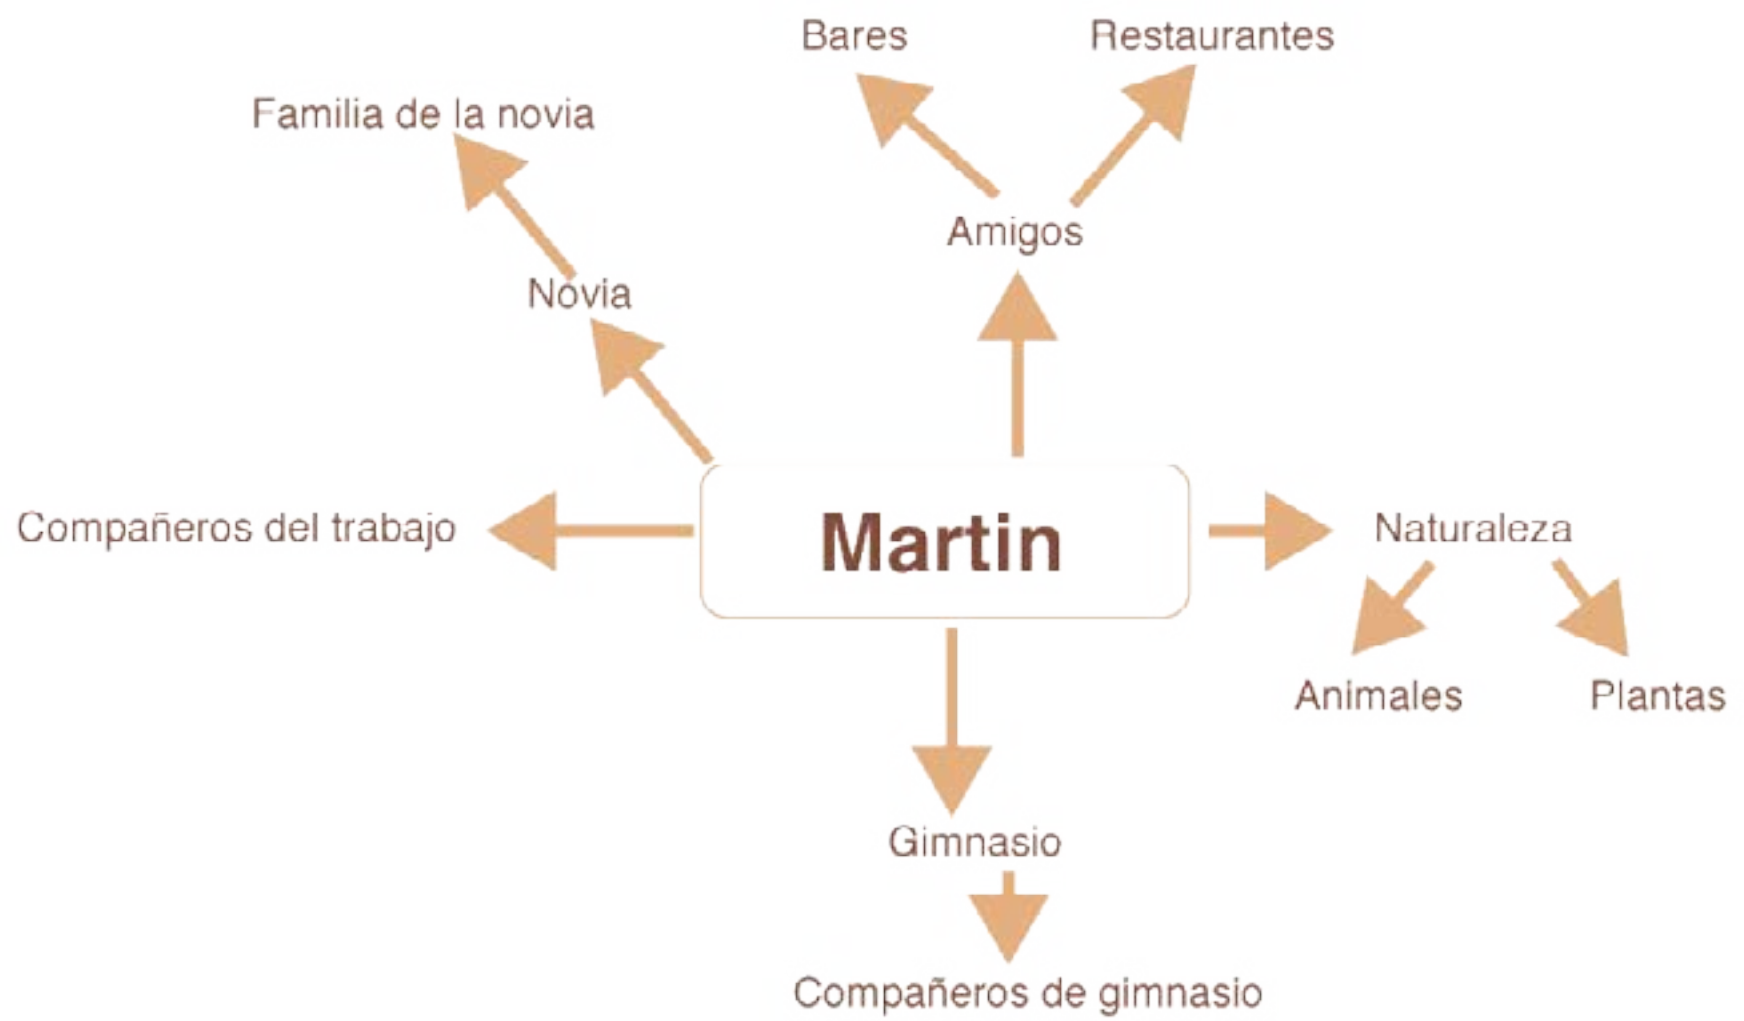 Bares
Restaurantes
Familia de la novia
Amigos
Novia
Compañeros del trabajo
Martin
Naturaleza
Animales
Plantas
Gimnasio
Compañeros de gimnasio